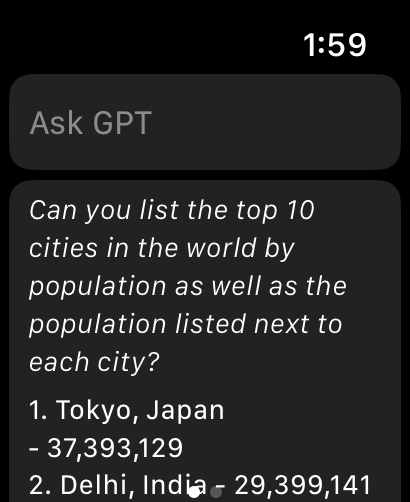 1:59
Ask GPT
Can you list the top 10
cities in the world by
population as well as the
population listed next to
each city?
1. Tokyo, Japan
- 37,393,129
2. Delhi, India - 29,399,141